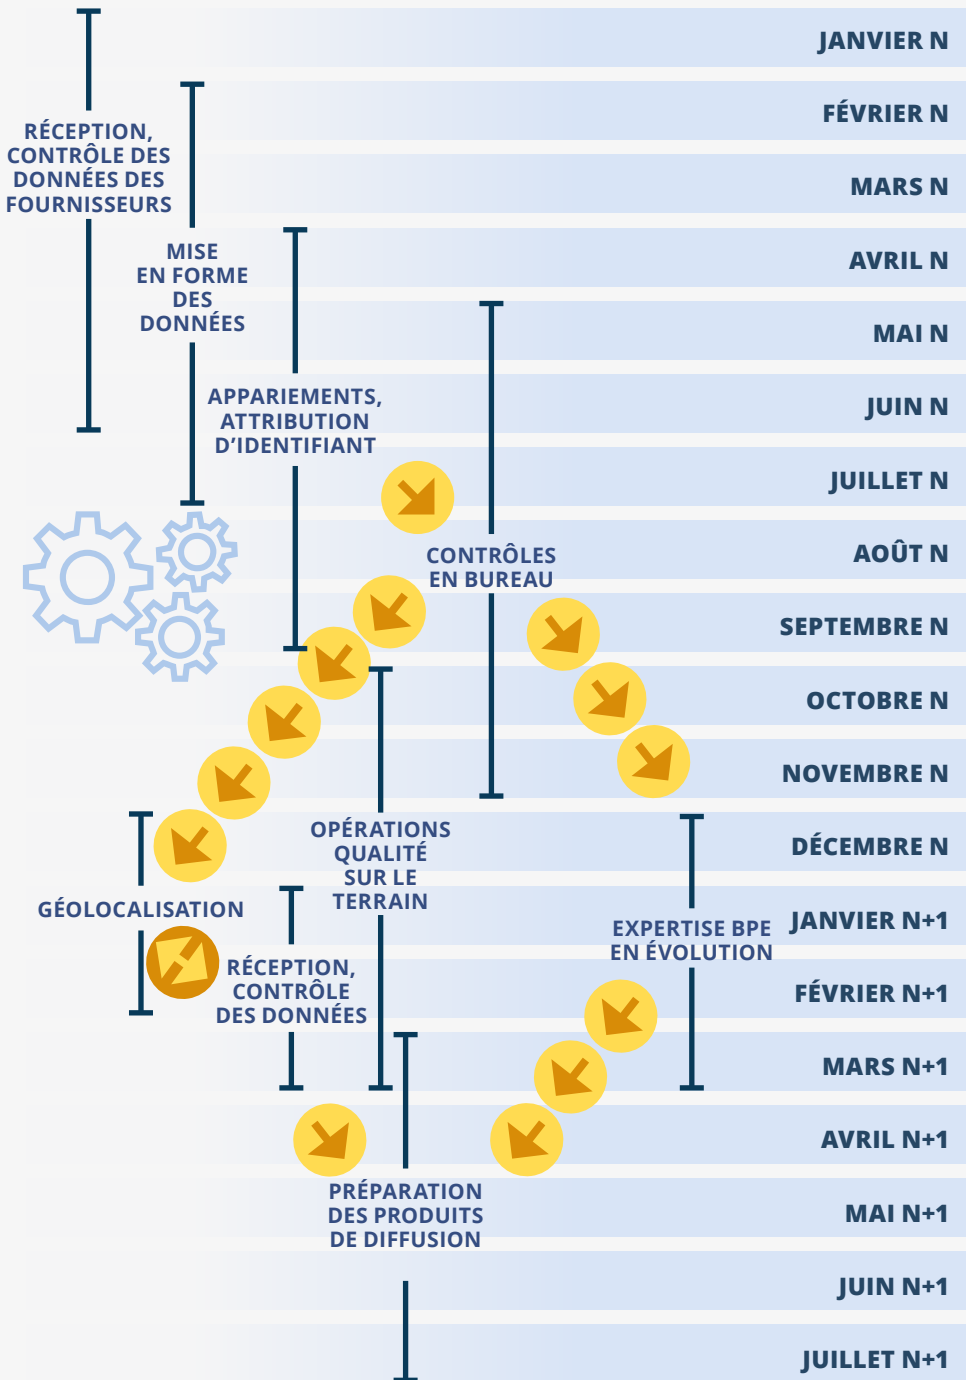 JANVIER N
FÉVRIER N
RÉCEPTION,
CONTRÔLE DES
DONNÉES DES
FOURNISSEURS
MARS N
MISE
EN FORME
DES
DONNÉES
AVRIL N
MAI N
APPARIEMENTS,
ATTRIBUTION
D’IDENTIFIANT
JUIN N
JUILLET N
CONTRÔLES
EN BUREAU
AOÛT N
SEPTEMBRE N
OCTOBRE N
NOVEMBRE N
OPÉRATIONS
QUALITÉ
SUR LE
TERRAIN
DÉCEMBRE N
GÉOLOCALISATION
EXPERTISE BPE
EN ÉVOLUTION
JANVIER N+1
RÉCEPTION,
CONTRÔLE
DES DONNÉES
FÉVRIER N+1
MARS N+1
AVRIL N+1
PRÉPARATION
DES PRODUITS
DE DIFFUSION
MAI N+1
JUIN N+1
JUILLET N+1